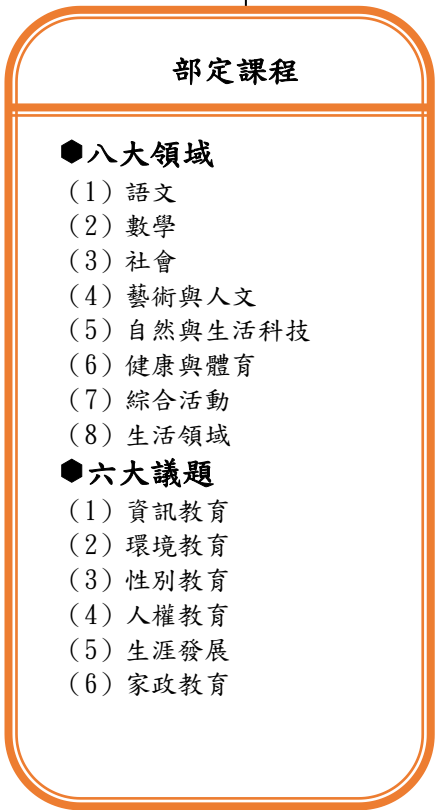 部定課程
⬢八大領域
（1）語文
（2）數學
（3）社會
（4）藝術與人文
（5）自然與生活科技
（6）健康與體育
（7）綜合活動
（8）生活領域
⬢六大議題
（1）資訊教育
（2）環境教育
（3）性別教育
（4）人權教育
（5）生涯發展
（6）家政教育